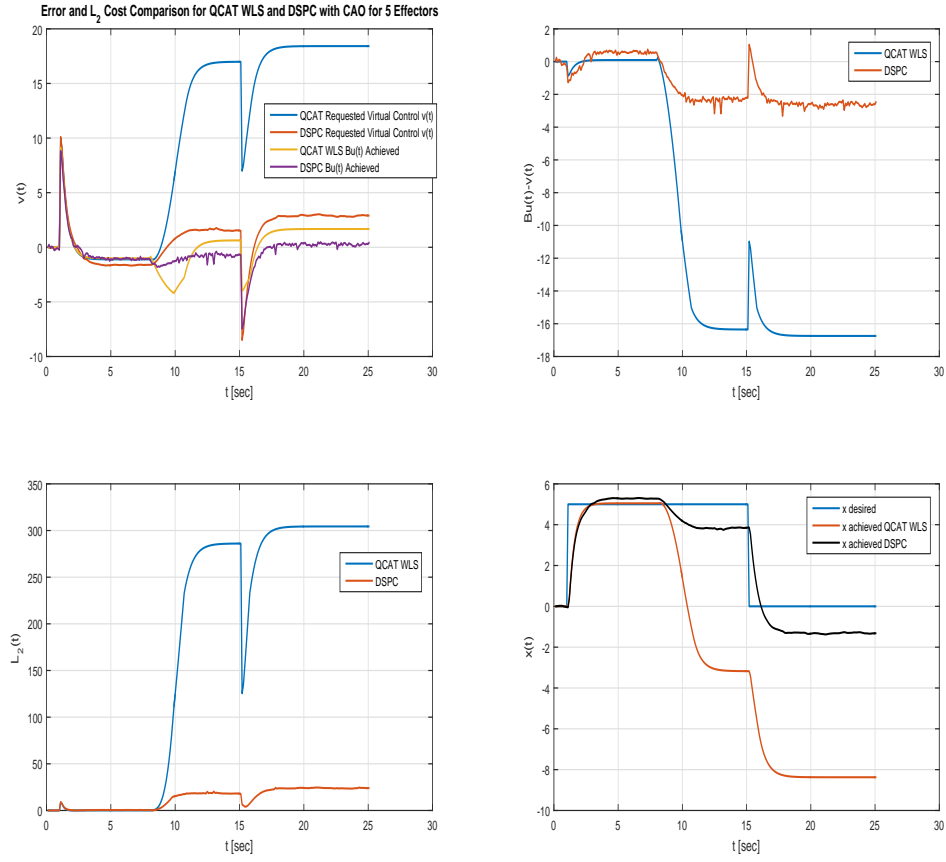 Error and L2 Cost Comparison for QCAT WLS and DSPC with CAO for 5 Effectors
20
15
10
5
0
-5
-10
v(t)
QCAT Requested Virtual Control v(t)
DSPC Requested Virtual Control v(t)
QCAT WLS Bu(t) Achieved
DSPC Bu(t) Achieved
0 5 10 15 20 25 30
t [sec]
2
0
-2
-4
-6
-8
-10
-12
-14
-16
-18
Bu(t)-v(t)
QCAT WLS
DSPC
0 5 10 15 20 25 30
t [sec]
350
300
250
200
150
100
50
0
L2(t)
QCAT WLS
DSPC
0 5 10 15 20 25 30
t [sec]
6
4
2
0
-2
-4
-6
-8
-10
x(t)
x desired
x achieved QCAT WLS
x achieved DSPC
0 5 10 15 20 25 30
t [sec]